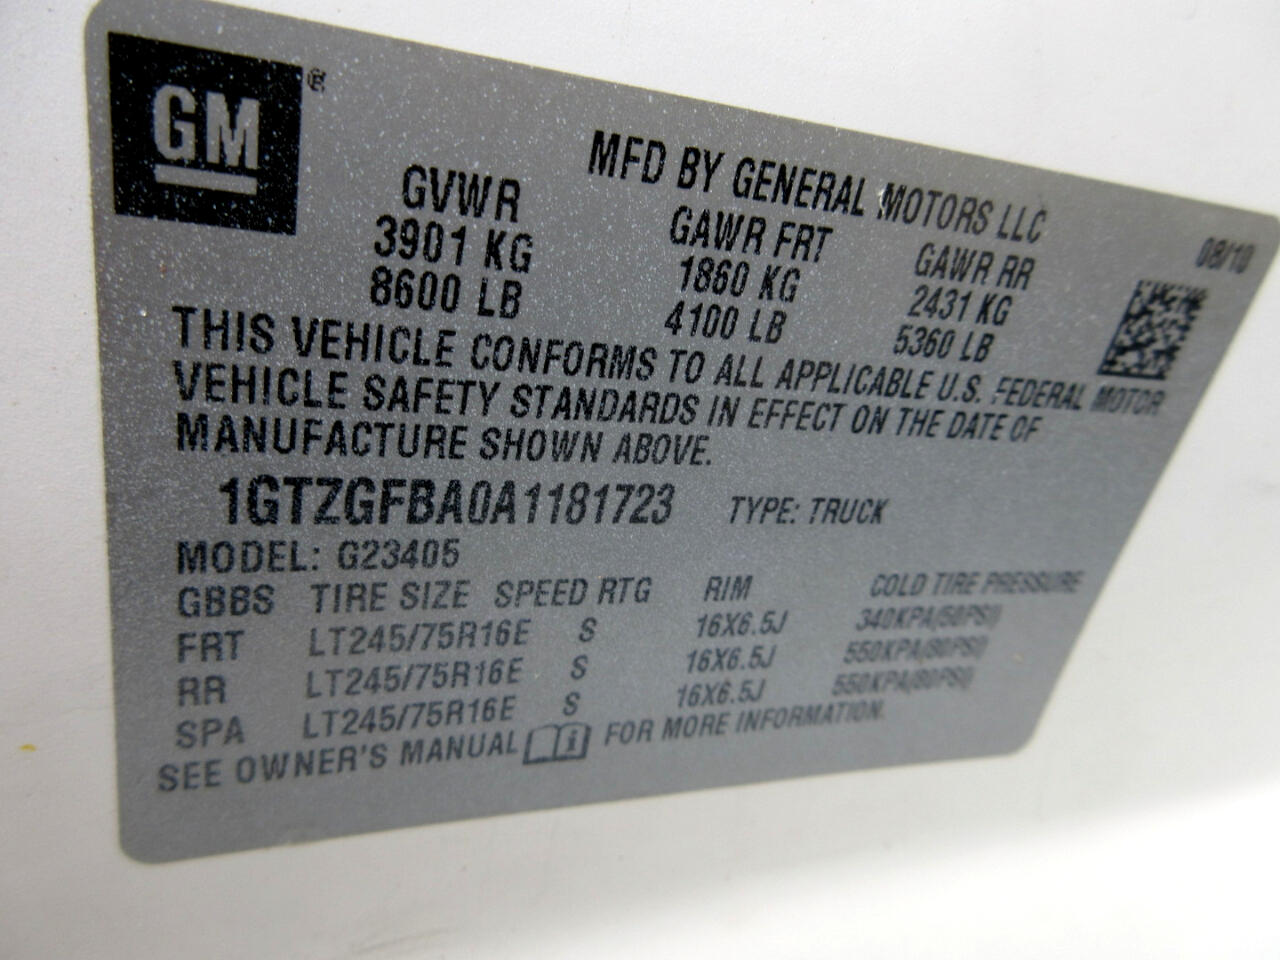 GM
MFD BY GENERAL MOTORS LLC
08/10
GVWR GAWR FRT GAWR RR
3901 KG 1860 KG 2431 KG
8600 LB 4100 LB 5360 LB
THIS VEHICLE CONFORMS TO ALL APPLICABLE U.S. FEDERAL MOTOR
VEHICLE SAFETY STANDARDS IN EFFECT ON THE DATE OF
MANUFACTURE SHOWN ABOVE.
1GTZGFBA0A1181723 TYPE: TRUCK
MODEL: G23405
GBBS TIRE SIZE SPEED RTG RIM COLD TIRE PRESSURE
FRT LT245/75R16E S 16X6.5J 340KPA(50PSI)
RR LT245/75R16E S 16X6.5J 550KPA(80PSI)
SPA LT245/75R16E S 16X6.5J 550KPA(80PSI)
SEE OWNER'S MANUAL FOR MORE INFORMATION.